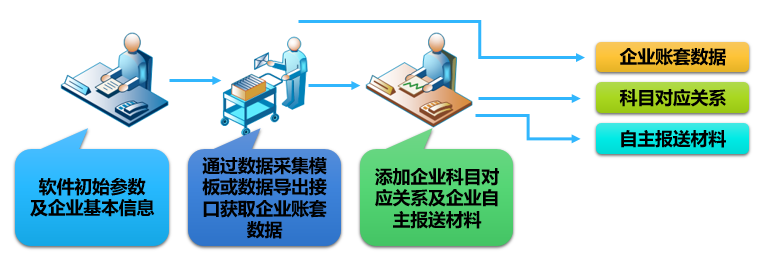 企业账套数据
科目对应关系
自主报送材料
软件初始参数
及企业基本信息
通过数据采集模
板或数据导出接
口获取企业账套
数据
添加企业科目对
应关系及企业自
主报送材料